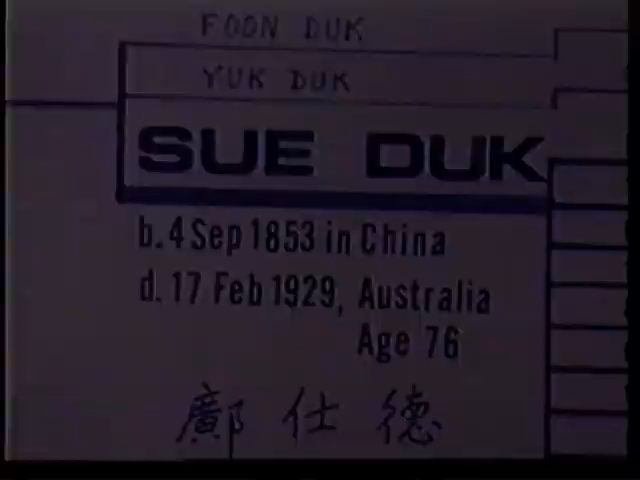 FOON DUK
YUK DUK
SUE DUK
b. 4 Sep 1853 in China
d. 17 Feb 1929, Australia
Age 76
鄺仕德